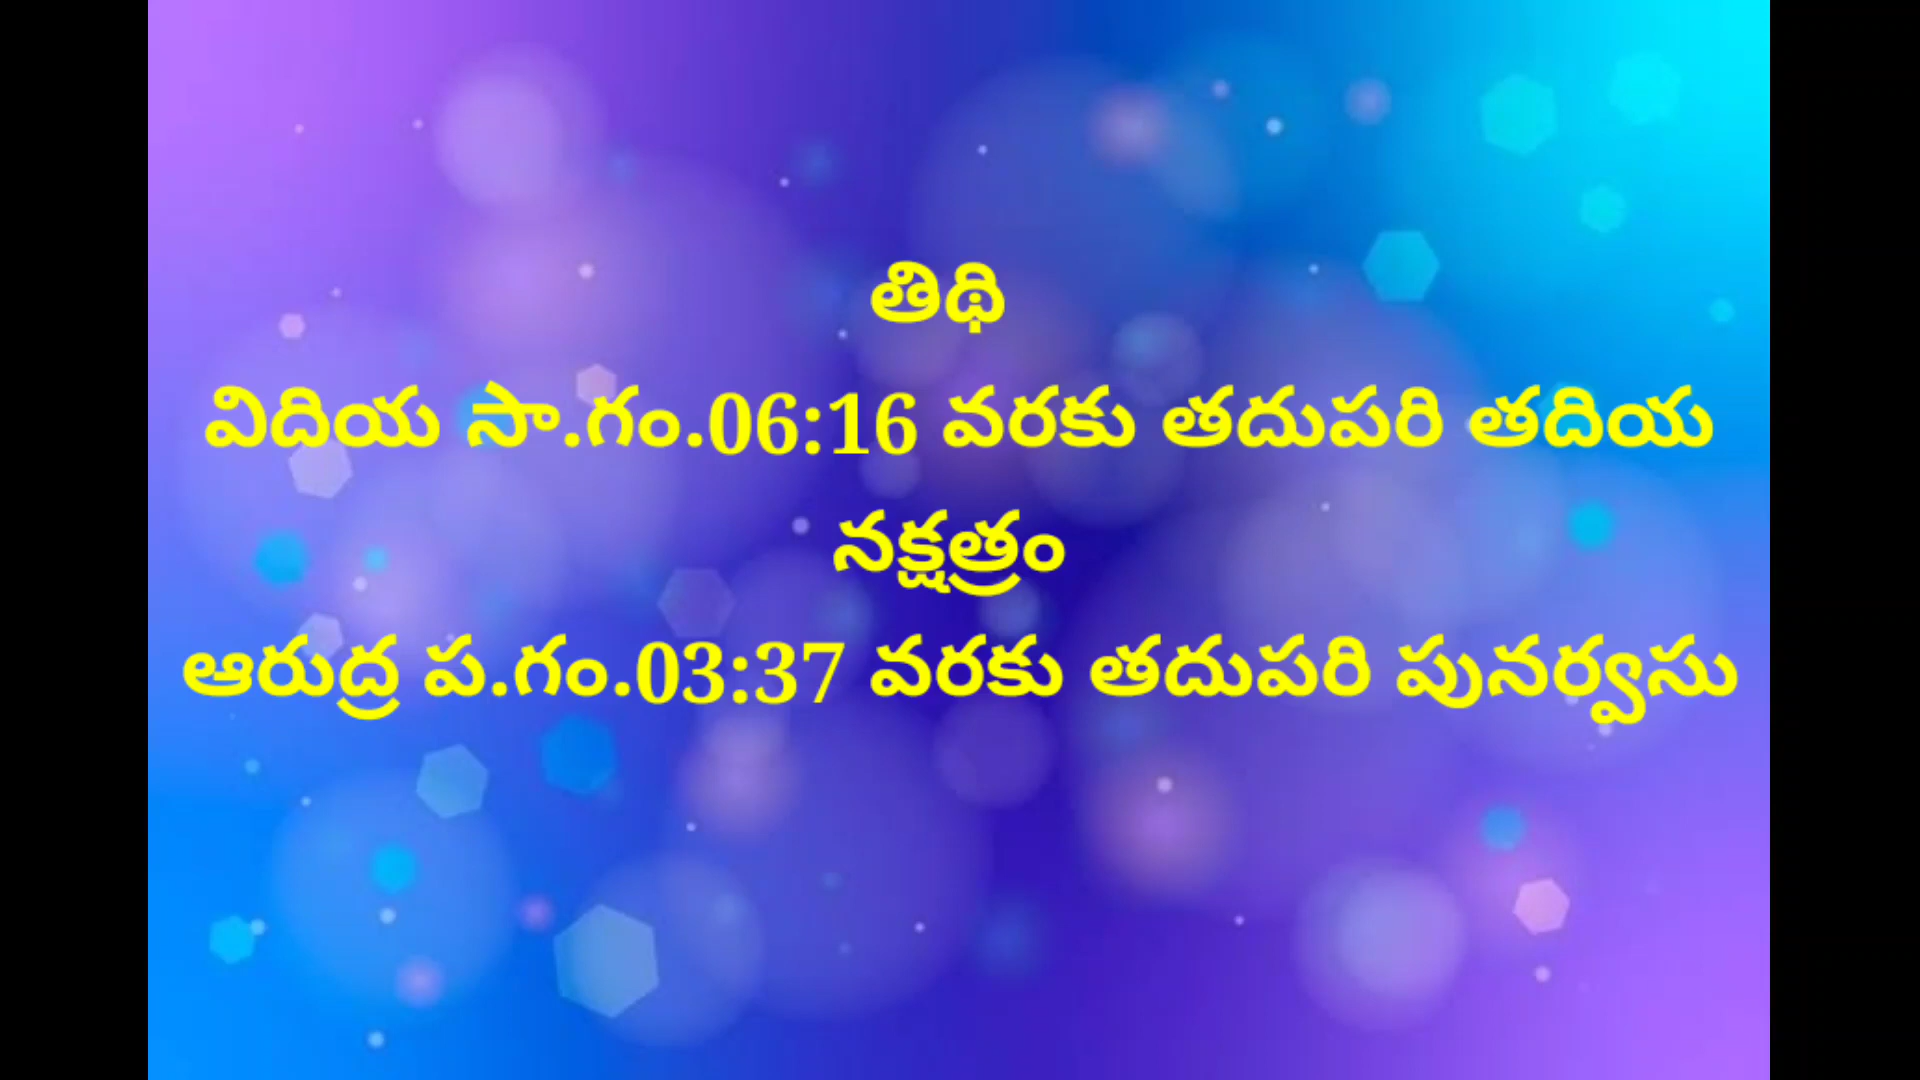 తిథి
విదియ సా.గం.06:16 వరకు తదుపరి తదియ
నక్షత్రం
ఆరుద్ర ప.గం.03:37 వరకు తదుపరి పునర్వసు